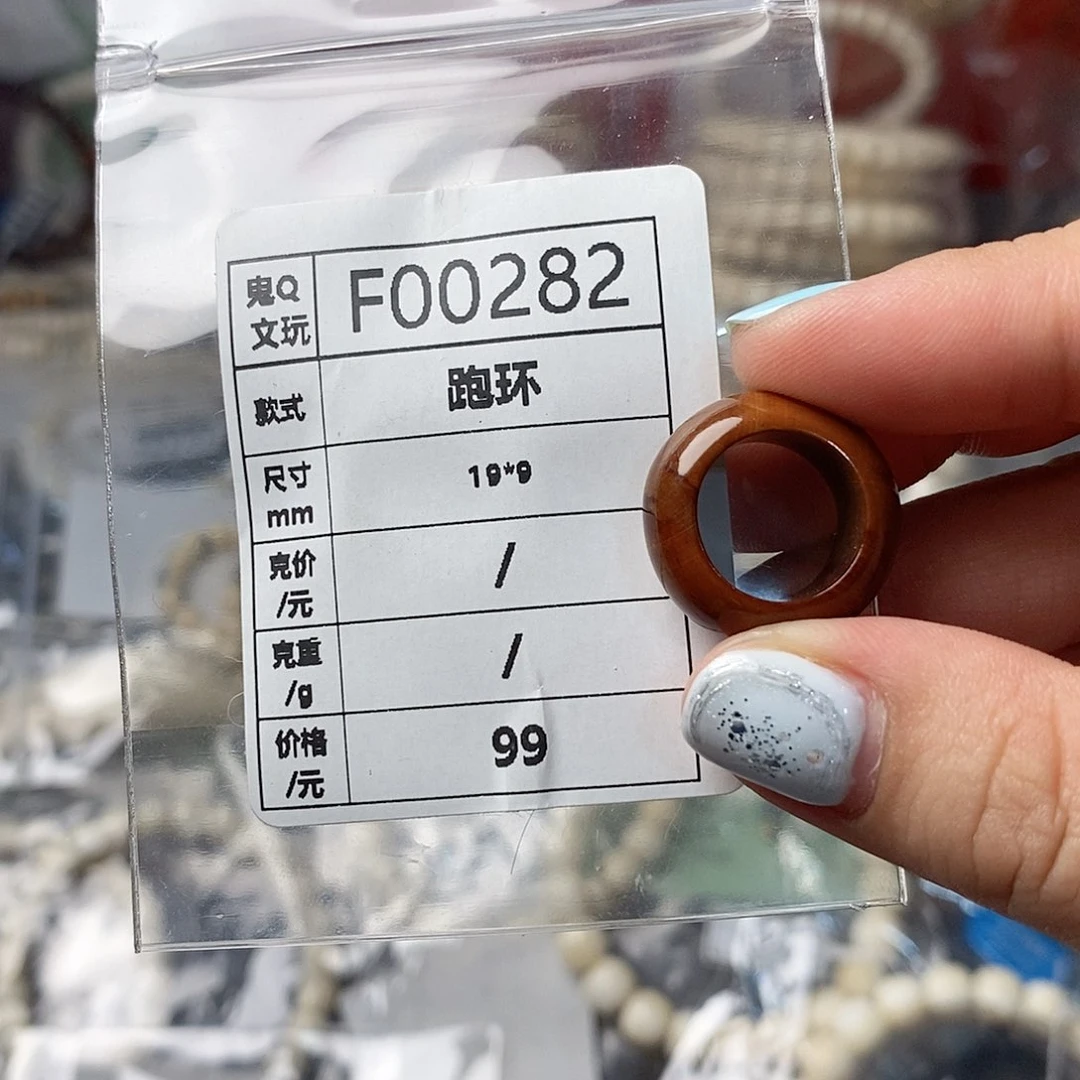 鬼Q
文玩
F00282
款式
跑环
尺寸
mm
19*9
克价
/元
/
克重
/g
/
价格
/元
99